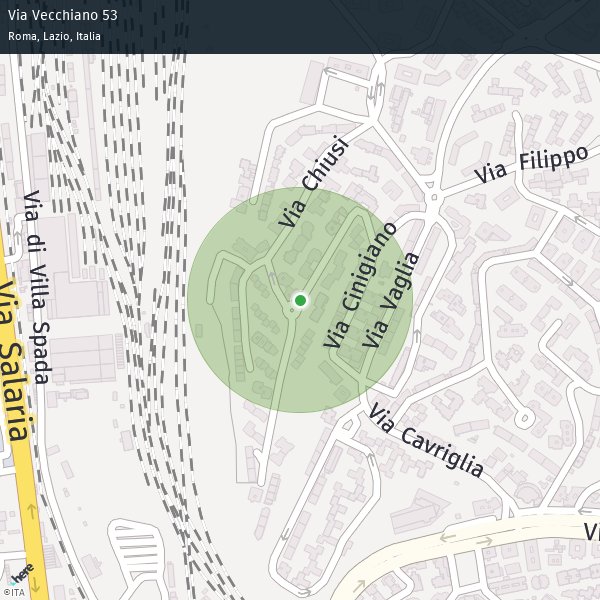 Via Vecchiano 53
Roma, Lazio, Italia
Via Chiusi
Via Filippo
Via di Villa Spada
Via Cinigiano
Via Vaglia
Via Salaria
Via Cavriglia
Vi
here
©ITA